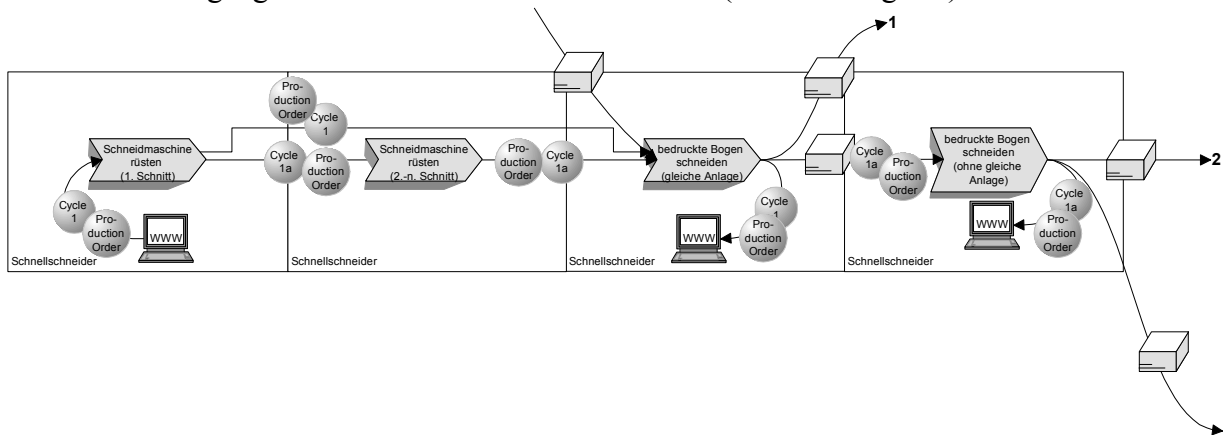 1
Pro-
duction
Order
Cycle
1
Schneidmaschine
rüsten
(1. Schnitt)
Cycle
1a
Pro-
duction
Order
Schneidmaschine
rüsten
(2.-n. Schnitt)
Pro-
duction
Order
Cycle
1a
bedruckte Bogen
schneiden
(gleiche Anlage)
Cycle
1a
Pro-
duction
Order
bedruckte Bogen
schneiden
(ohne gleiche
Anlage)
2
Cycle
1
Pro-
duction
Order
WWW
WWW
Cycle
1
Pro-
duction
Order
WWW
Cycle
1a
Pro-
duction
Order
Schnellschneider
Schnellschneider
Schnellschneider
Schnellschneider